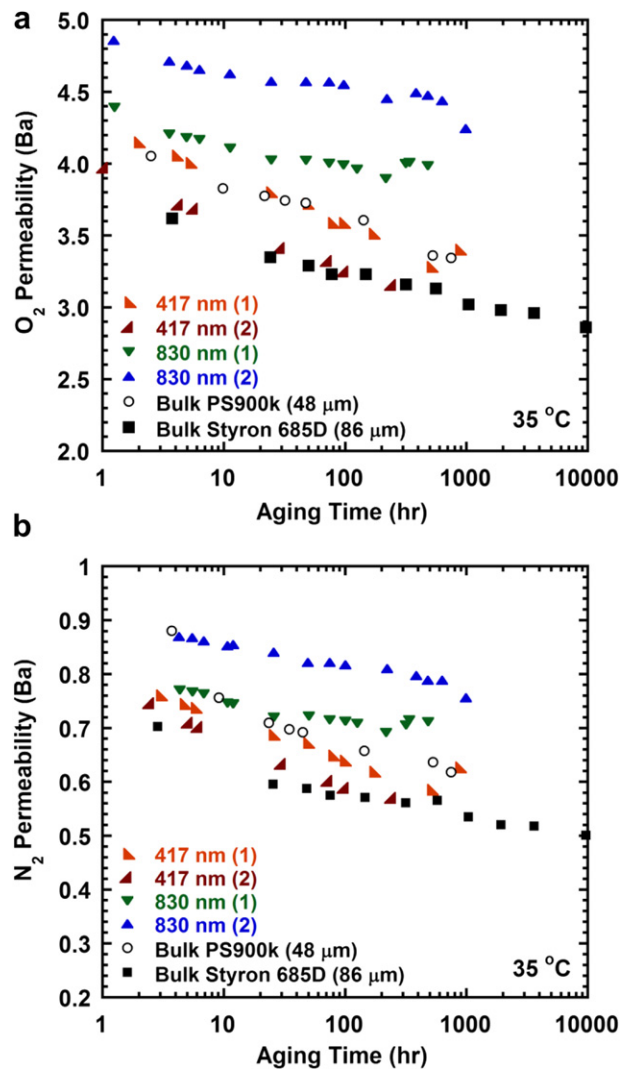 a
5.0
4.5
4.0
3.5
3.0
2.5
2.0
O2 Permeability (Ba)
417 nm (1)
417 nm (2)
830 nm (1)
830 nm (2)
Bulk PS900k (48 μm)
Bulk Styron 685D (86 μm)
35 °C
1 10 100 1000 10000
Aging Time (hr)
b
1
0.9
0.8
0.7
0.6
0.5
0.4
0.3
0.2
N2 Permeability (Ba)
417 nm (1)
417 nm (2)
830 nm (1)
830 nm (2)
Bulk PS900k (48 μm)
Bulk Styron 685D (86 μm)
35 °C
1 10 100 1000 10000
Aging Time (hr)